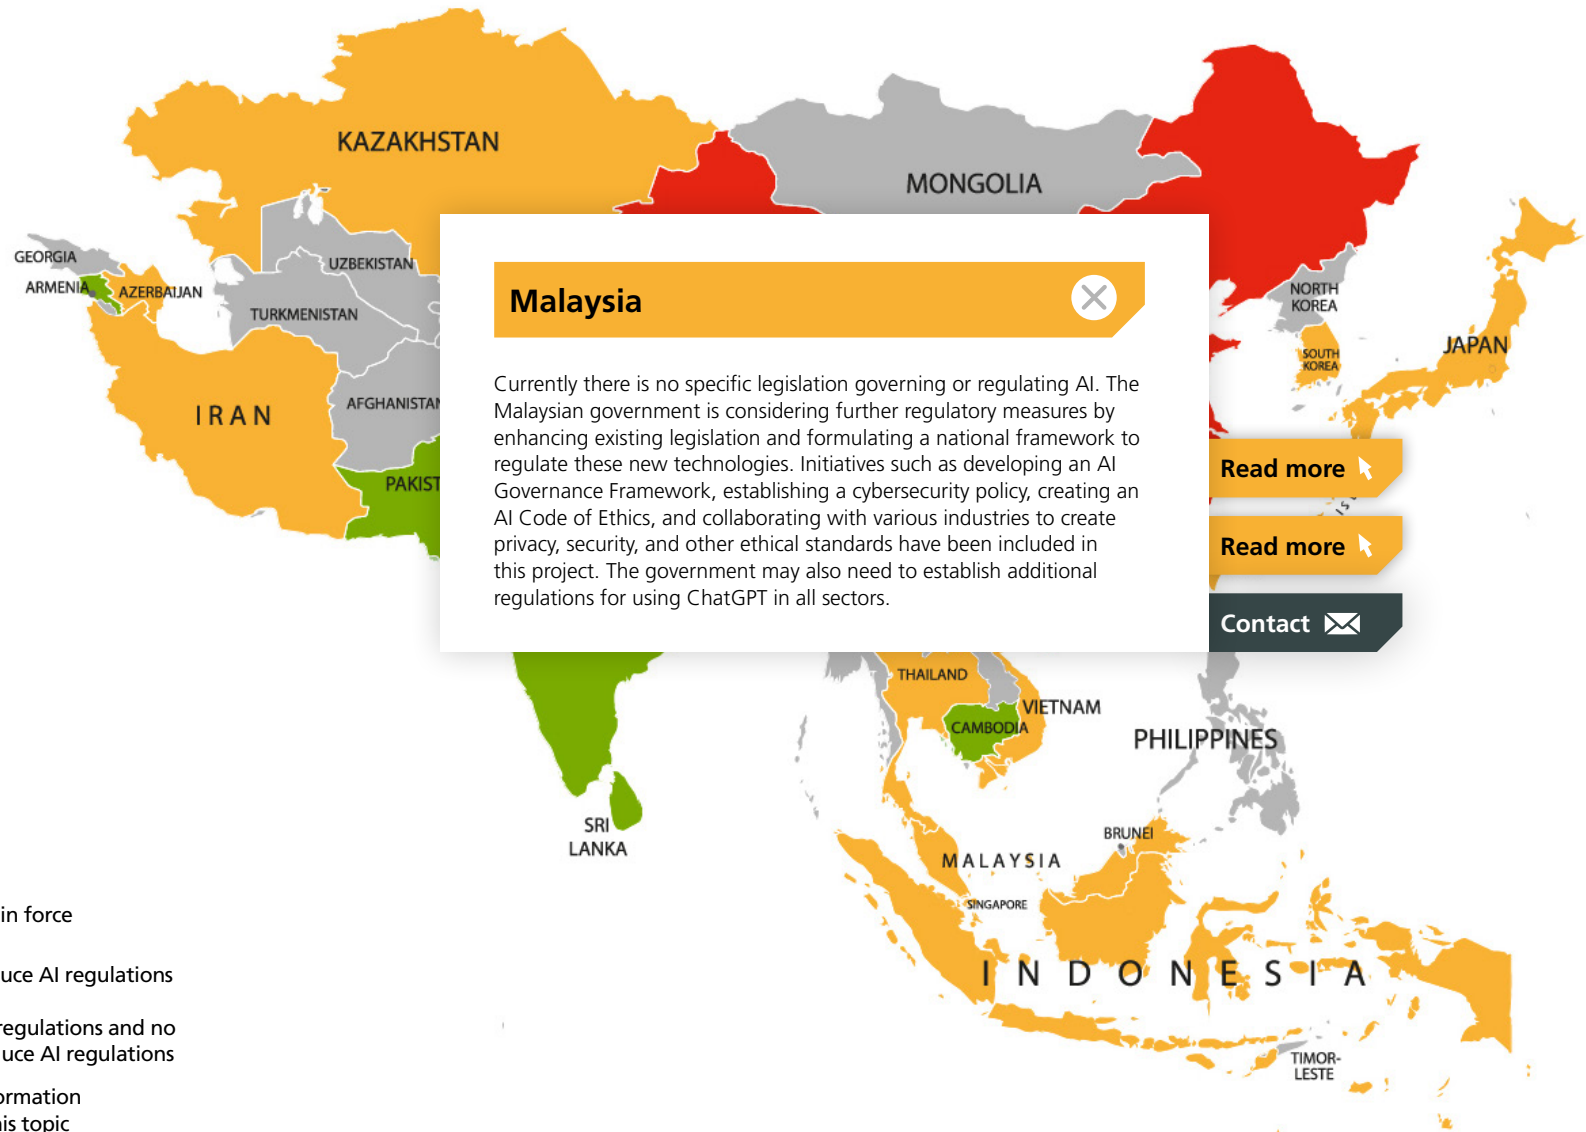 KAZAKHSTAN
MONGOLIA
GEORGIA
ARMENIA
AZERBAIJAN
UZBEKISTAN
TURKMENISTAN
NORTH
KOREA
SOUTH
KOREA
JAPAN
IRAN
AFGHANISTAN
PAKIST
Malaysia
Currently there is no specific legislation governing or regulating AI. The
Malaysian government is considering further regulatory measures by
enhancing existing legislation and formulating a national framework to
regulate these new technologies. Initiatives such as developing an AI
Governance Framework, establishing a cybersecurity policy, creating an
AI Code of Ethics, and collaborating with various industries to create
privacy, security, and other ethical standards have been included in
this project. The government may also need to establish additional
regulations for using ChatGPT in all sectors.
Read more
Read more
Contact
THAILAND
VIETNAM
CAMBODIA
PHILIPPINES
SRI
LANKA
BRUNEI
MALAYSIA
SINGAPORE
INDONESIA
TIMOR-
LESTE
in force
uce AI regulations
regulations and no
uce AI regulations
ormation
is topic